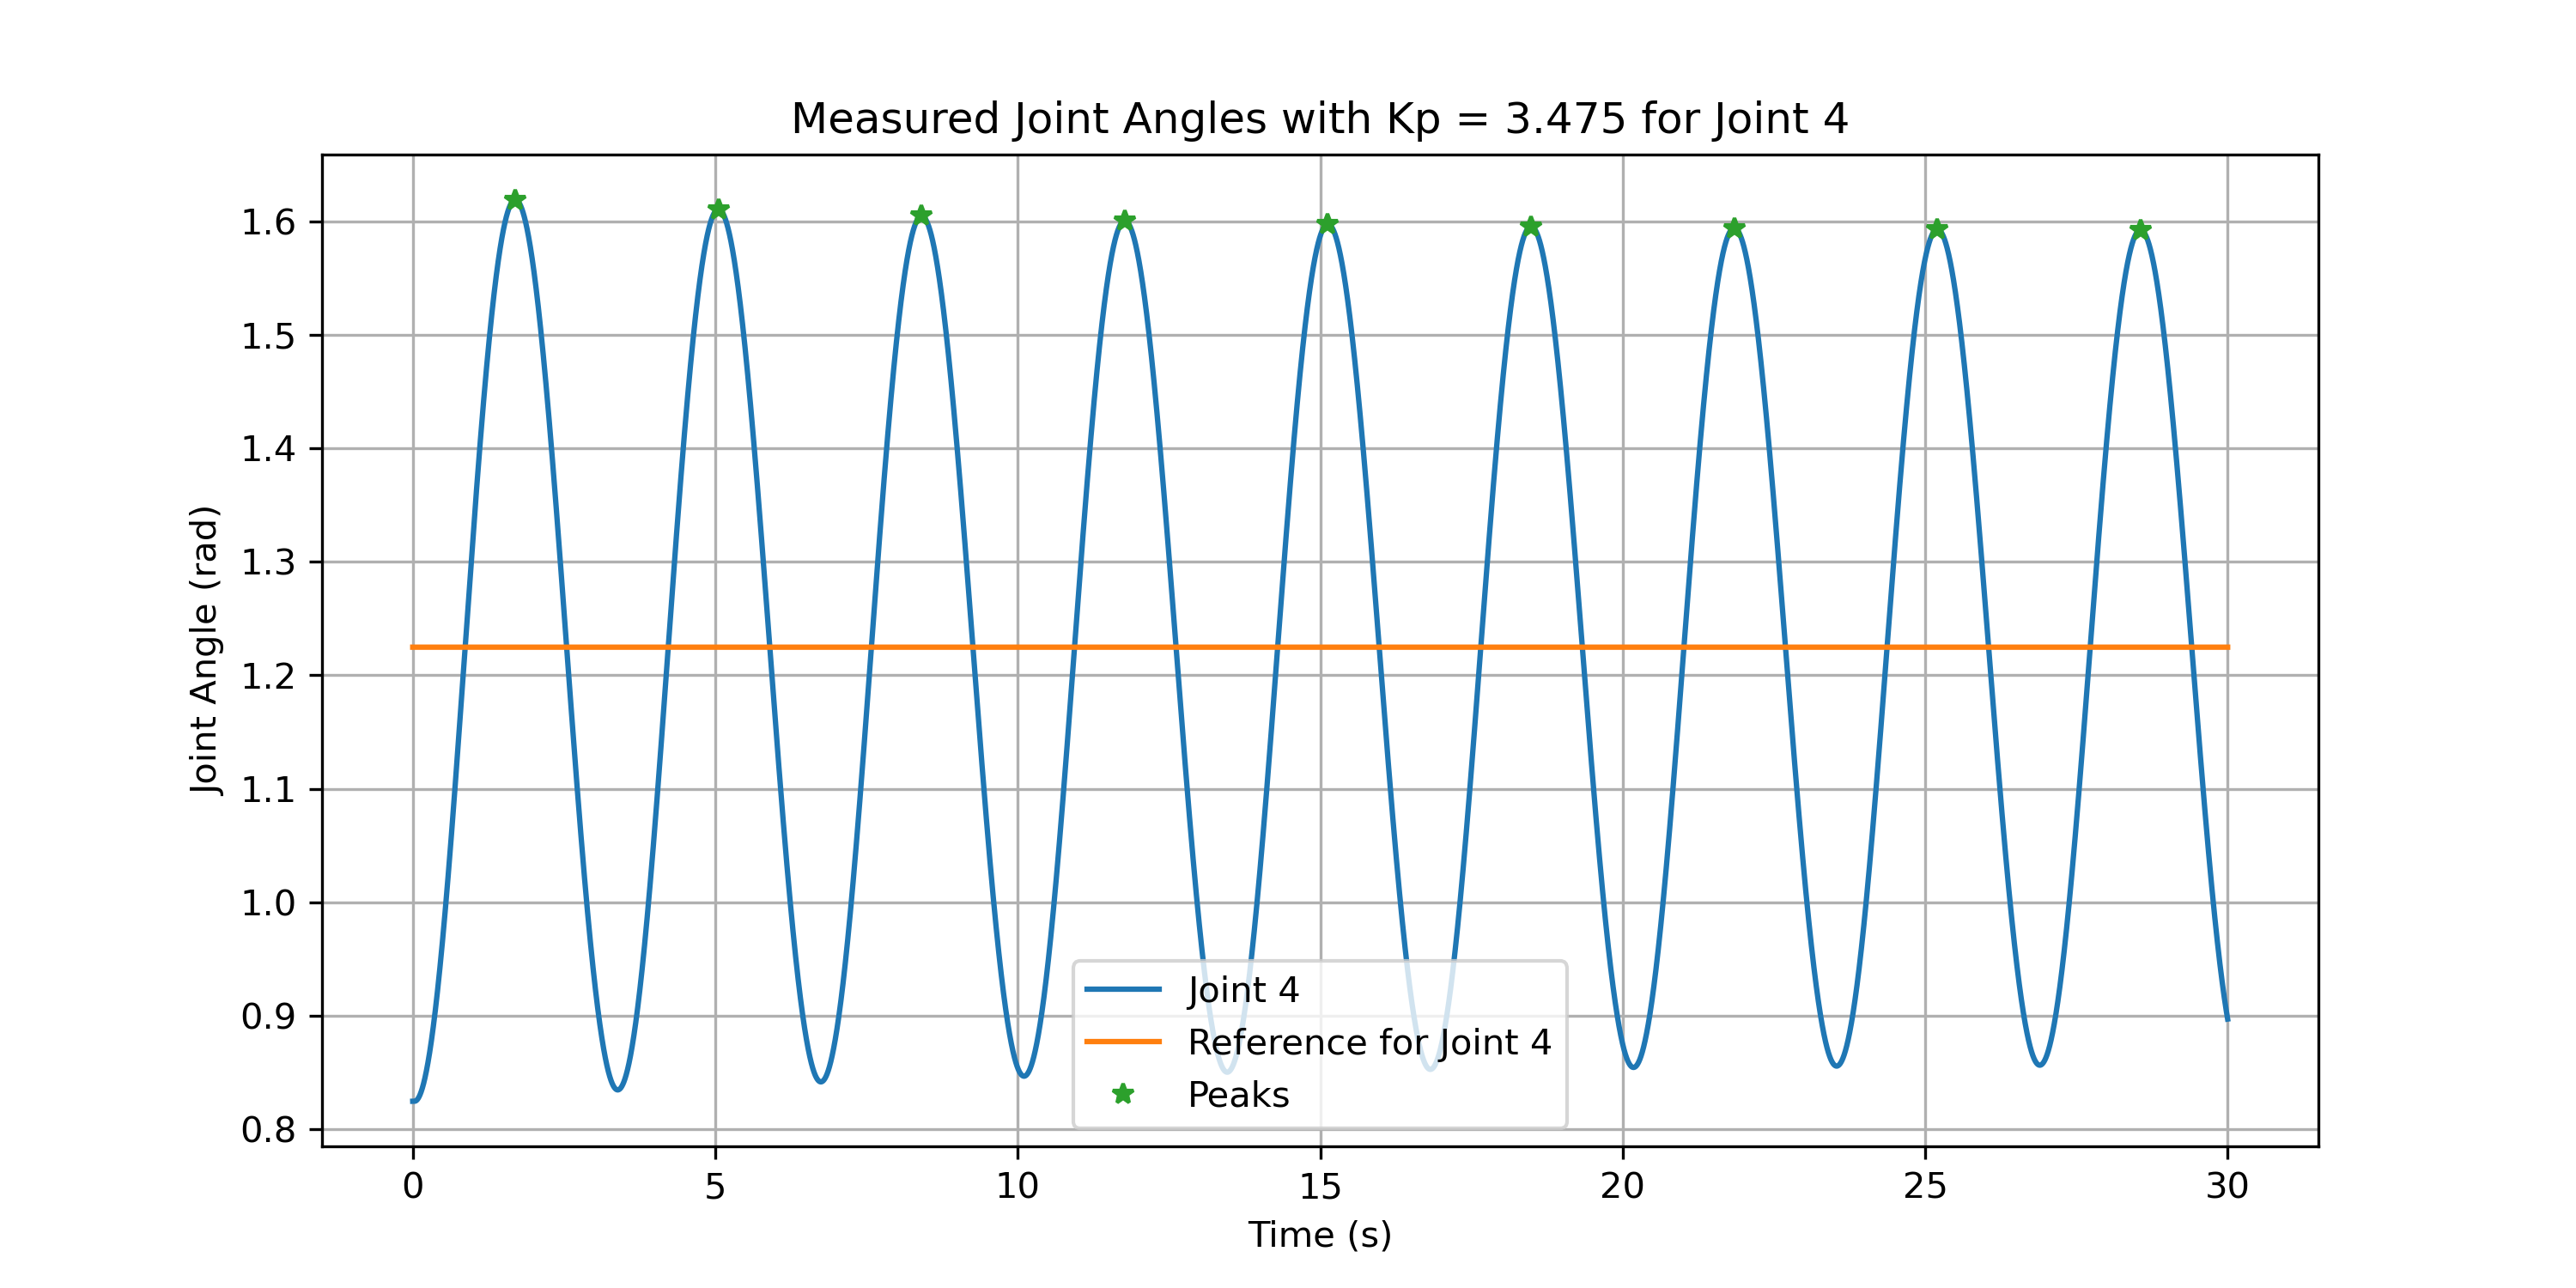 Measured Joint Angles with Kp = 3.475 for Joint 4
1.6
1.5
1.4
1.3
1.2
1.1
1.0
0.9
0.8
Joint Angle (rad)
Joint 4
Reference for Joint 4
Peaks
0 5 10 15 20 25 30
Time (s)